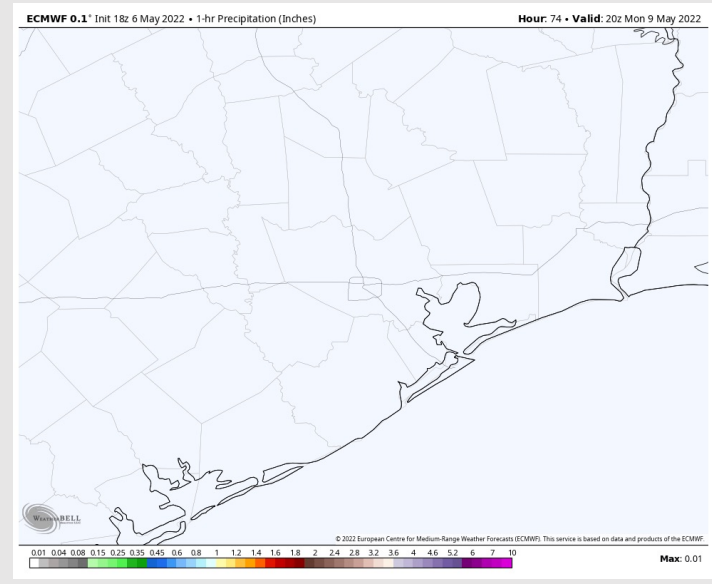 ECMWF 0.1° Init 18z 6 May 2022 • 1-hr Precipitation (Inches) Hour: 74 • Valid: 20z Mon 9 May 2022
WEATHERBELL
© 2022 European Centre for Medium-Range Weather Forecasts (ECMWF). This service is based on data and products of the ECMWF.
0.01 0.04 0.08 0.15 0.25 0.35 0.45 0.6 0.8 1 1.2 1.4 1.6 1.8 2 2.4 2.8 3.2 3.6 4 4.6 5.2 6 7 10
Max: 0.01